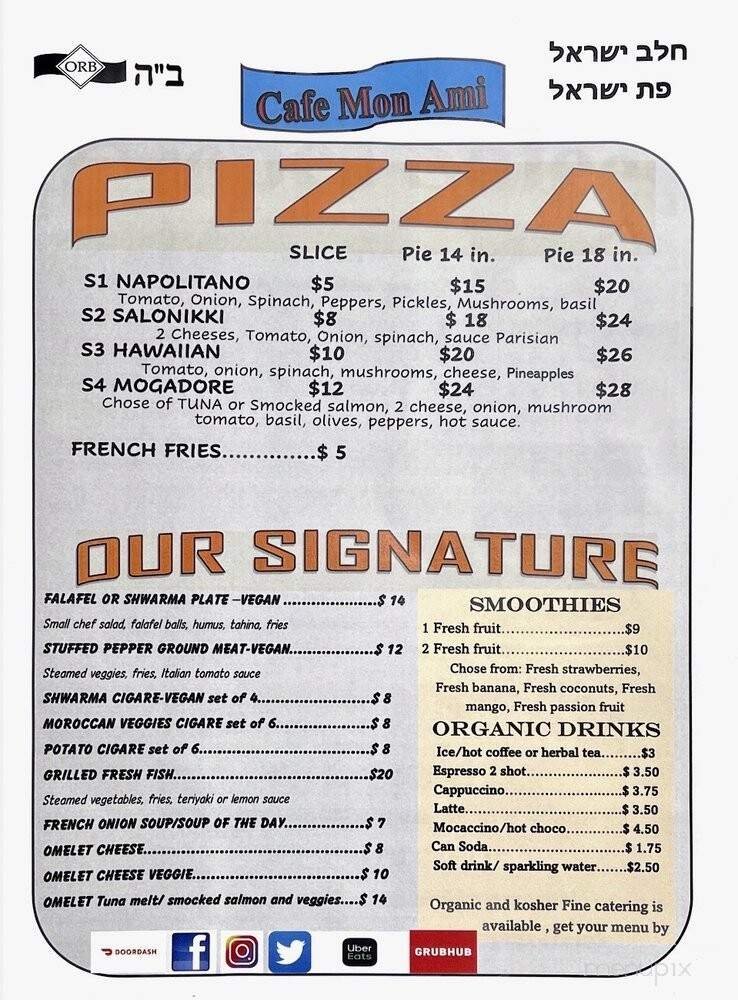 ORB ב"ה
חלב ישראל
פת ישראל
Cafe Mon Ami
PIZZA
SLICE Pie 14 in. Pie 18 in.
S1 NAPOLITANO $5 $15 $20
Tomato, Onion, Spinach, Peppers, Pickles, Mushrooms, basil
S2 SALONIKKI $8 $ 18 $24
2 Cheeses, Tomato, Onion, spinach, sauce Parisian
S3 HAWAIIAN $10 $20 $26
Tomato, onion, spinach, mushrooms, cheese, Pineapples
S4 MOGADORE $12 $24 $28
Chose of TUNA or Smocked salmon, 2 cheese, onion, mushroom
tomato, basil, olives, peppers, hot sauce.
FRENCH FRIES..............$ 5
OUR SIGNATURE
FALAFEL OR SHWARMA PLATE –VEGAN ......................$ 14
Small chef salad, falafel balls, humus, tahina, fries
STUFFED PEPPER GROUND MEAT-VEGAN....................$ 12
Steamed veggies, fries, Italian tomato sauce
SHWARMA CIGARE-VEGAN set of 4...........................$ 8
MOROCCAN VEGGIES CIGARE set of 6......................$ 8
POTATO CIGARE set of 6........................................$ 8
GRILLED FRESH FISH..............................................$20
Steamed vegetables, fries, teriyaki or lemon sauce
FRENCH ONION SOUP/SOUP OF THE DAY..................$ 7
OMELET CHEESE....................................................$ 8
OMELET CHEESE VEGGIE........................................$ 10
OMELET Tuna melt/ smocked salmon and veggies....$ 14
SMOOTHIES
1 Fresh fruit............................$9
2 Fresh fruit............................$10
Chose from: Fresh strawberries,
Fresh banana, Fresh coconuts, Fresh
mango, Fresh passion fruit
ORGANIC DRINKS
Ice/hot coffee or herbal tea.........$3
Espresso 2 shot......................$ 3.50
Cappuccino...........................$ 3.75
Latte....................................$ 3.50
Mocaccino/hot choco.............$ 4.50
Can Soda...............................$ 1.75
Soft drink/ sparkling water.......$2.50
Organic and kosher Fine catering is
available , get your menu by
DOORDASH
Uber
Eats
GRUBHUB
menupix